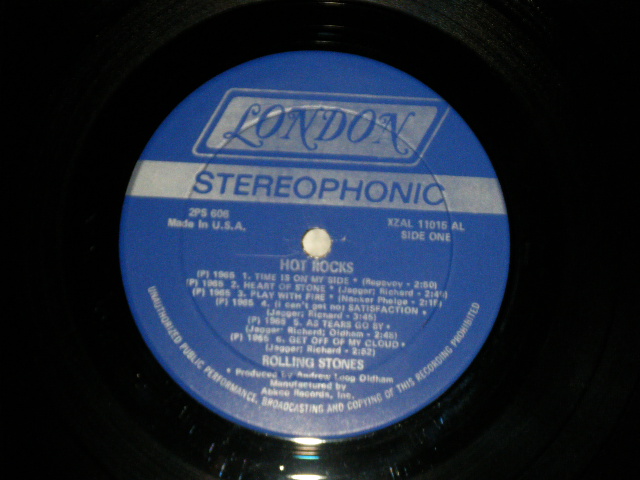 LONDON
STEREOPHONIC
2PS 606
Made In U.S.A.
XZAL 11015 AL
SIDE ONE
HOT ROCKS
(P) 1965 1. TIME IS ON MY SIDE • (Ragovoy - 2:50)
(P) 1965 2. HEART OF STONE • (Jagger; Richard - 2:41)
(P) 1965 3. PLAY WITH FIRE • (Nanker Phelge - 2:11)
(P) 1965 4. (I can't get no) SATISFACTION •
(Jagger; Richard - 3:45)
(P) 1965 5. AS TEARS GO BY •
(Jagger; Richard; Oldham - 2:45)
(P) 1965 6. GET OFF OF MY CLOUD •
(Jagger; Richard - 2:52)
ROLLING STONES
• Produced by Andrew Loog Oldham
Manufactured by
Abkco Records, Inc.
UNAUTHORIZED PUBLIC PERFORMANCE, BROADCASTING AND COPYING OF THIS RECORDING PROHIBITED